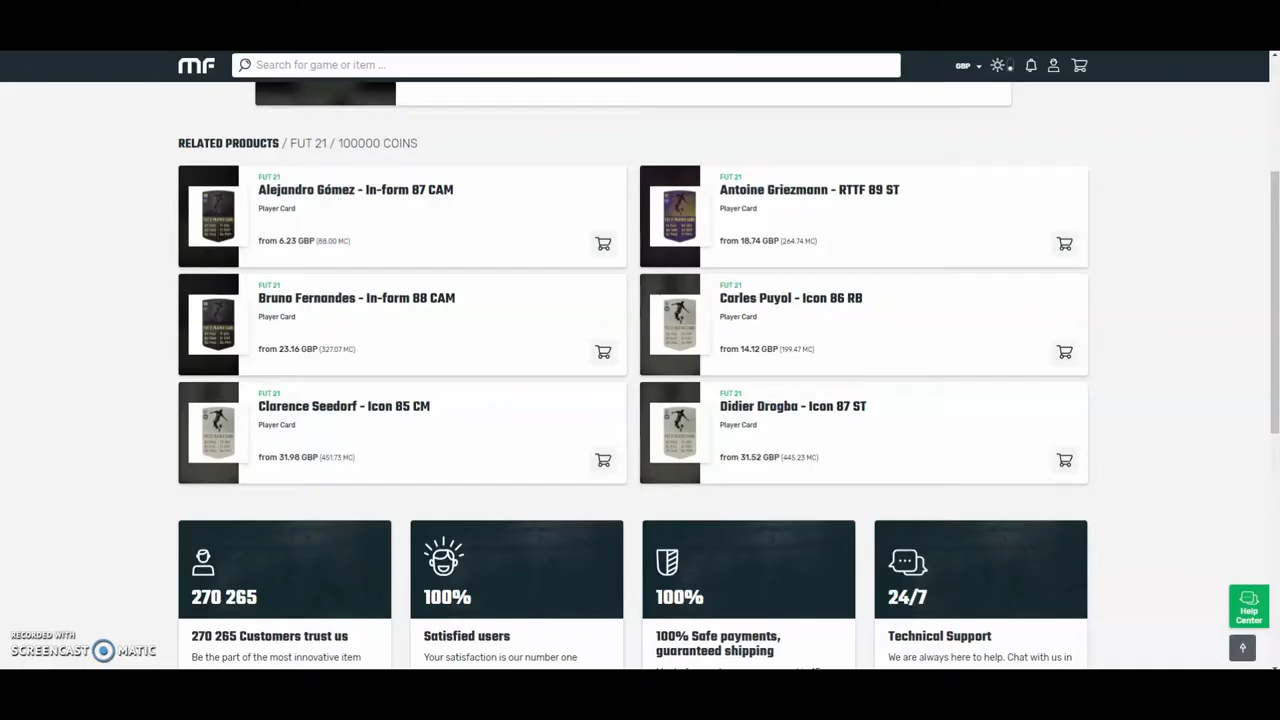 MF
Search for game or item ...
GBP
RELATED PRODUCTS / FUT 21 / 100000 COINS
FUT 21
Alejandro Gómez - In-form 87 CAM
Player Card
from 6.23 GBP (88.00 MC)
FUT 21
Antoine Griezmann - RTTF 89 ST
Player Card
from 18.74 GBP (264.74 MC)
FUT 21
Bruno Fernandes - In-form 88 CAM
Player Card
from 23.16 GBP (327.07 MC)
FUT 21
Carles Puyol - Icon 86 RB
Player Card
from 14.12 GBP (199.47 MC)
FUT 21
Clarence Seedorf - Icon 85 CM
Player Card
from 31.98 GBP (451.73 MC)
FUT 21
Didier Drogba - Icon 87 ST
Player Card
from 31.52 GBP (445.23 MC)
270 265
270 265 Customers trust us
Be the part of the most innovative item
100%
Satisfied users
Your satisfaction is our number one
100%
100% Safe payments,
guaranteed shipping
24/7
Technical Support
We are always here to help. Chat with us in
Help
Center
RECORDED WITH
SCREENCAST MATIC